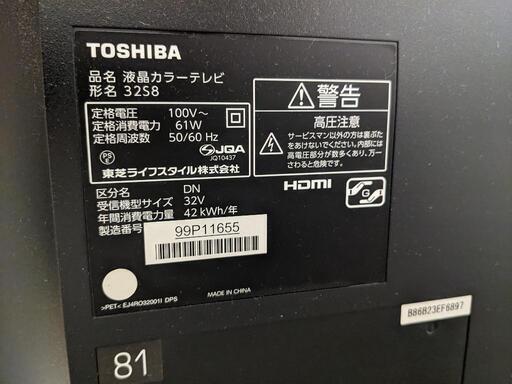 TOSHIBA
品名 液晶カラーテレビ
形名 32S8
定格電圧 100V～
定格消費電力 61W
定格周波数 50/60 Hz
PS
E
JQA
JQ10437
東芝ライフスタイル株式会社
区分名 DN
受信機型サイズ 32V
年間消費電力量 42 kWh/年
製造番号 99P11655
警告
高圧注意
サービスマン以外の方は裏ぶた
をあけないでください。内部には
高電圧部分が数多くあり、万一
さわると危険です。
HDMI
G
>PET< EJ4RO32001I DPS
MADE IN CHINA
B86B23EF6897
81